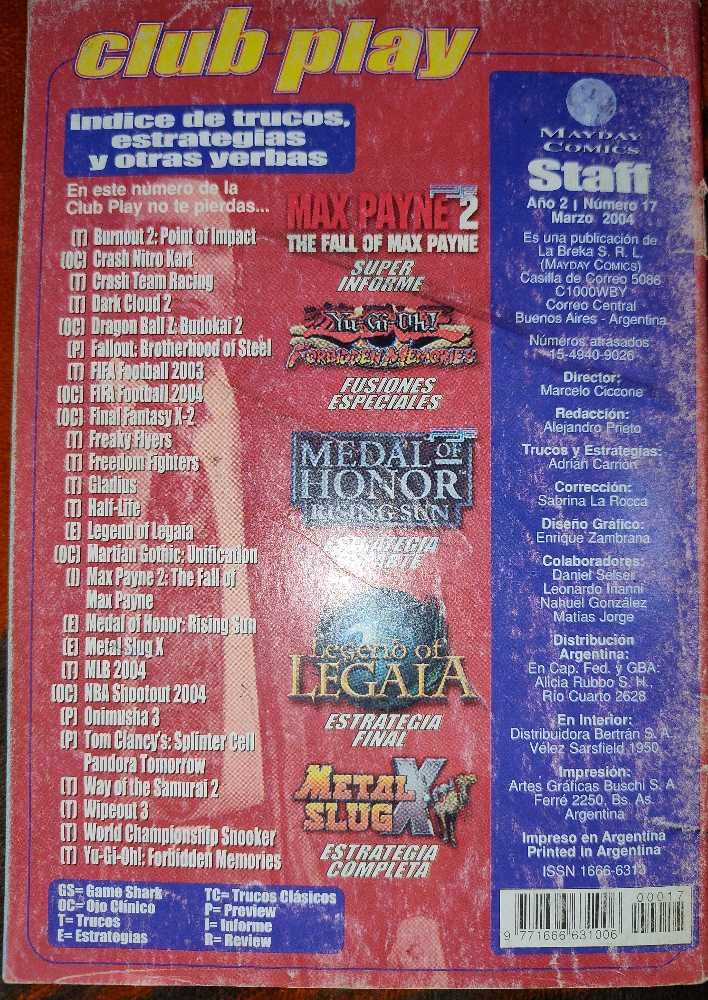 club play
Indice de trucos,
estrategias
y otras yerbas
En este número de la
Club Play no te pierdas...
(T) Burnout 2: Point of Impact
(OC) Crash Nitro Kart
(T) Crash Team Racing
(T) Dark Cloud 2
(OC) Dragon Ball Z: Budokai 2
(P) Fallout: Brotherhood of Steel
(T) FIFA Football 2003
(OC) FIFA Football 2004
(OC) Final Fantasy X-2
(T) Freaky Flyers
(T) Freedom Fighters
(T) Gladius
(T) Half-Life
(E) Legend of Legaia
(OC) Martian Gothic: Unification
(I) Max Payne 2: The Fall of
Max Payne
(E) Medal of Honor: Rising Sun
(E) Metal Slug X
(T) MLB 2004
(OC) NBA Shootout 2004
(P) Onimusha 3
(P) Tom Clancy's: Splinter Cell
Pandora Tomorrow
(T) Way of the Samurai 2
(T) Wipeout 3
(T) World Championship Snooker
(T) Yu-Gi-Oh!: Forbidden Memories
MAX PAYNE 2
THE FALL OF MAX PAYNE
SUPER
INFORME
Yu-Gi-Oh!
FORBIDDEN MEMORIES
FUSIONES
ESPECIALES
MEDAL OF
HONOR
RISING SUN
ESTRATEGIA
Legend of
LEGAIA
ESTRATEGIA
FINAL
METAL
SLUG X
ESTRATEGIA
COMPLETA
MAYDAY
COMICS
Staff
Año 2 | Número 17
Marzo 2004
Es una publicación de
La Breka S. R. L.
(MAYDAY COMICS)
Casilla de Correo 5086
C1000WBY
Correo Central
Buenos Aires - Argentina
Números atrasados:
15-4940-9026
Director:
Marcelo Ciccone
Redacción:
Alejandro Prieto
Trucos y Estrategias:
Adrián Carrión
Corrección:
Sabrina La Rocca
Diseño Gráfico:
Enrique Zambrana
Colaboradores:
Daniel Selser
Leonardo Inanni
Nahuel González
Matías Jorge
Distribución
Argentina:
En Cap. Fed. y GBA:
Alicia Rubbo S. H.
Río Cuarto 2628
En Interior:
Distribuidora Bertrán S. A.
Vélez Sarsfield 1950
Impresión:
Artes Gráficas Buschi S. A
Ferré 2250, Bs. As.
Argentina
Impreso en Argentina
Printed in Argentina
ISSN 1666-6313
00017
9 771666 631006
GS= Game Shark
OC= Ojo Clínico
T= Trucos
E= Estrategias
TC= Trucos Clásicos
P= Preview
I= Informe
R= Review